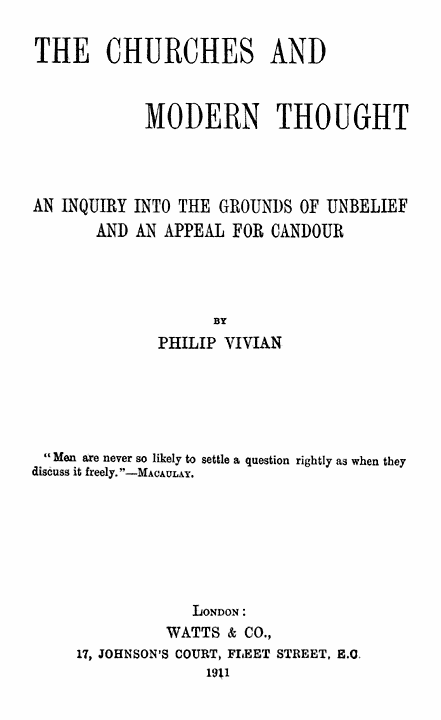 THE CHURCHES AND
MODERN THOUGHT
AN INQUIRY INTO THE GROUNDS OF UNBELIEF
AND AN APPEAL FOR CANDOUR
BY
PHILIP VIVIAN
"Men are never so likely to settle a question rightly as when they
discuss it freely."—MACAULAY.
LONDON:
WATTS & CO.,
17, JOHNSON'S COURT, FLEET STREET, E.C.
1911